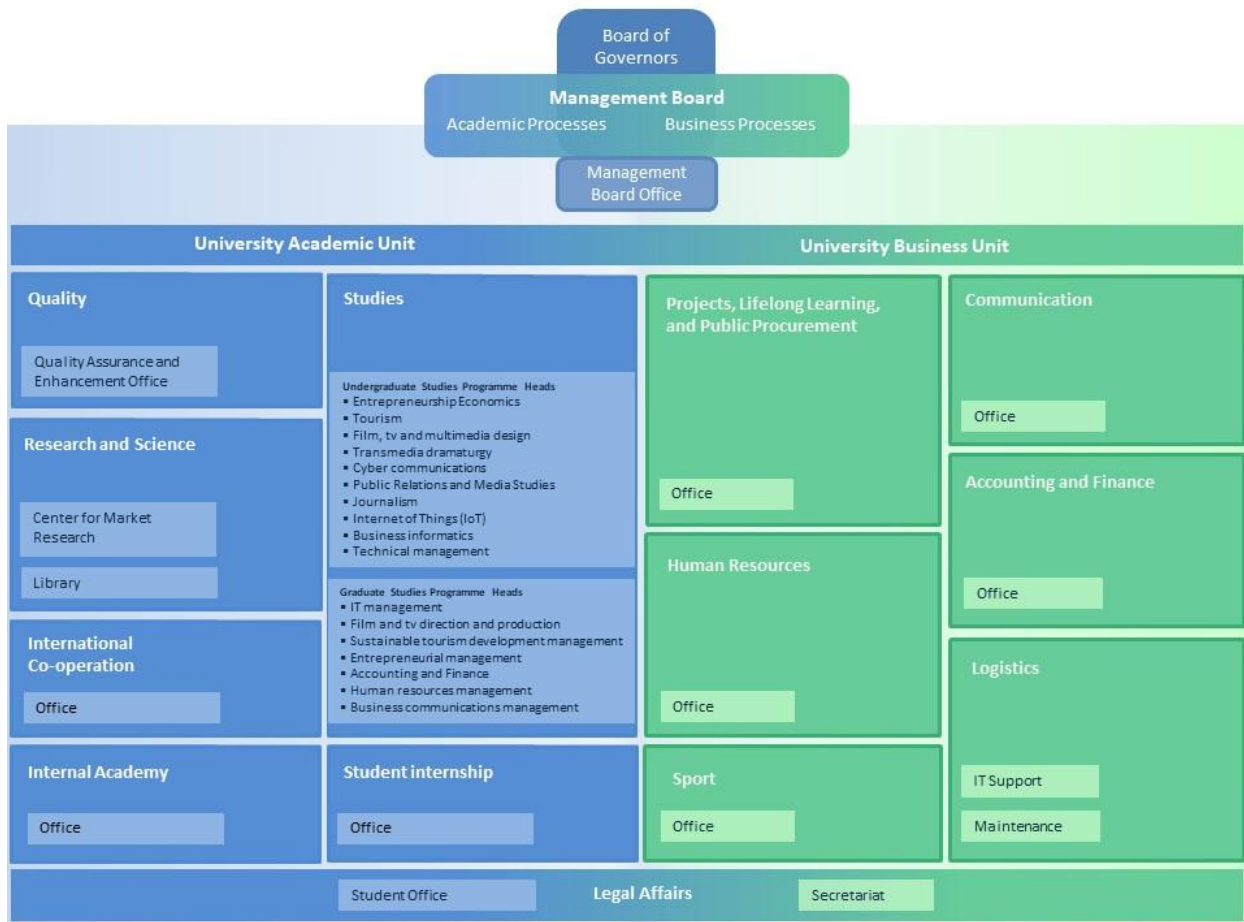 Board of
Governors
Management Board
Academic Processes
Business Processes
Management
Board Office
University Academic Unit
University Business Unit
Quality
Quality Assurance and
Enhancement Office
Research and Science
Center for Market
Research
Library
International
Co-operation
Office
Internal Academy
Office
Studies
Undergraduate Studies Programme Heads
▪ Entrepreneurship Economics
▪ Tourism
▪ Film, tv and multimedia design
▪ Transmedia dramaturgy
▪ Cyber communications
▪ Public Relations and Media Studies
▪ Journalism
▪ Internet of Things (IoT)
▪ Business informatics
▪ Technical management
Graduate Studies Programme Heads
▪ IT management
▪ Film and tv direction and production
▪ Sustainable tourism development management
▪ Entrepreneurial management
▪ Accounting and Finance
▪ Human resources management
▪ Business communications management
Student internship
Office
Projects, Lifelong Learning,
and Public Procurement
Office
Human Resources
Office
Sport
Office
Communication
Office
Accounting and Finance
Office
Logistics
IT Support
Maintenance
Student Office
Legal Affairs
Secretariat